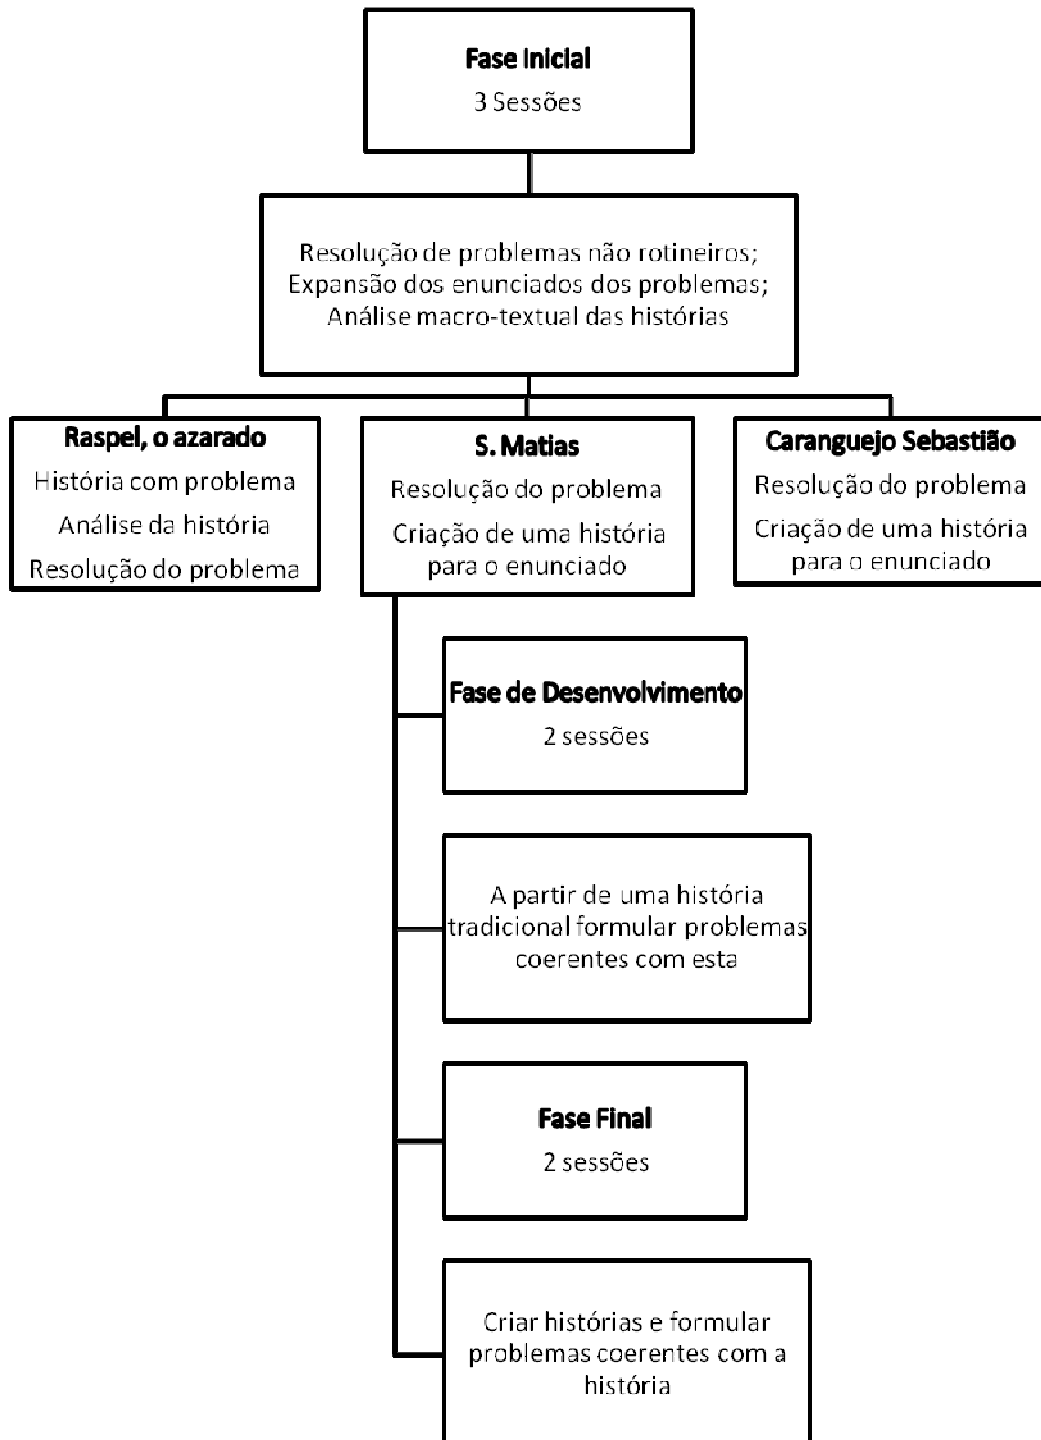 Fase Inicial
3 Sessões
Resolução de problemas não rotineiros;
Expansão dos enunciados dos problemas;
Análise macro-textual das histórias
Raspel, o azarado
História com problema
Análise da história
Resolução do problema
S. Matias
Resolução do problema
Criação de uma história
para o enunciado
Caranguejo Sebastião
Resolução do problema
Criação de uma história
para o enunciado
Fase de Desenvolvimento
2 sessões
A partir de uma história
tradicional formular problemas
coerentes com esta
Fase Final
2 sessões
Criar histórias e formular
problemas coerentes com a
história